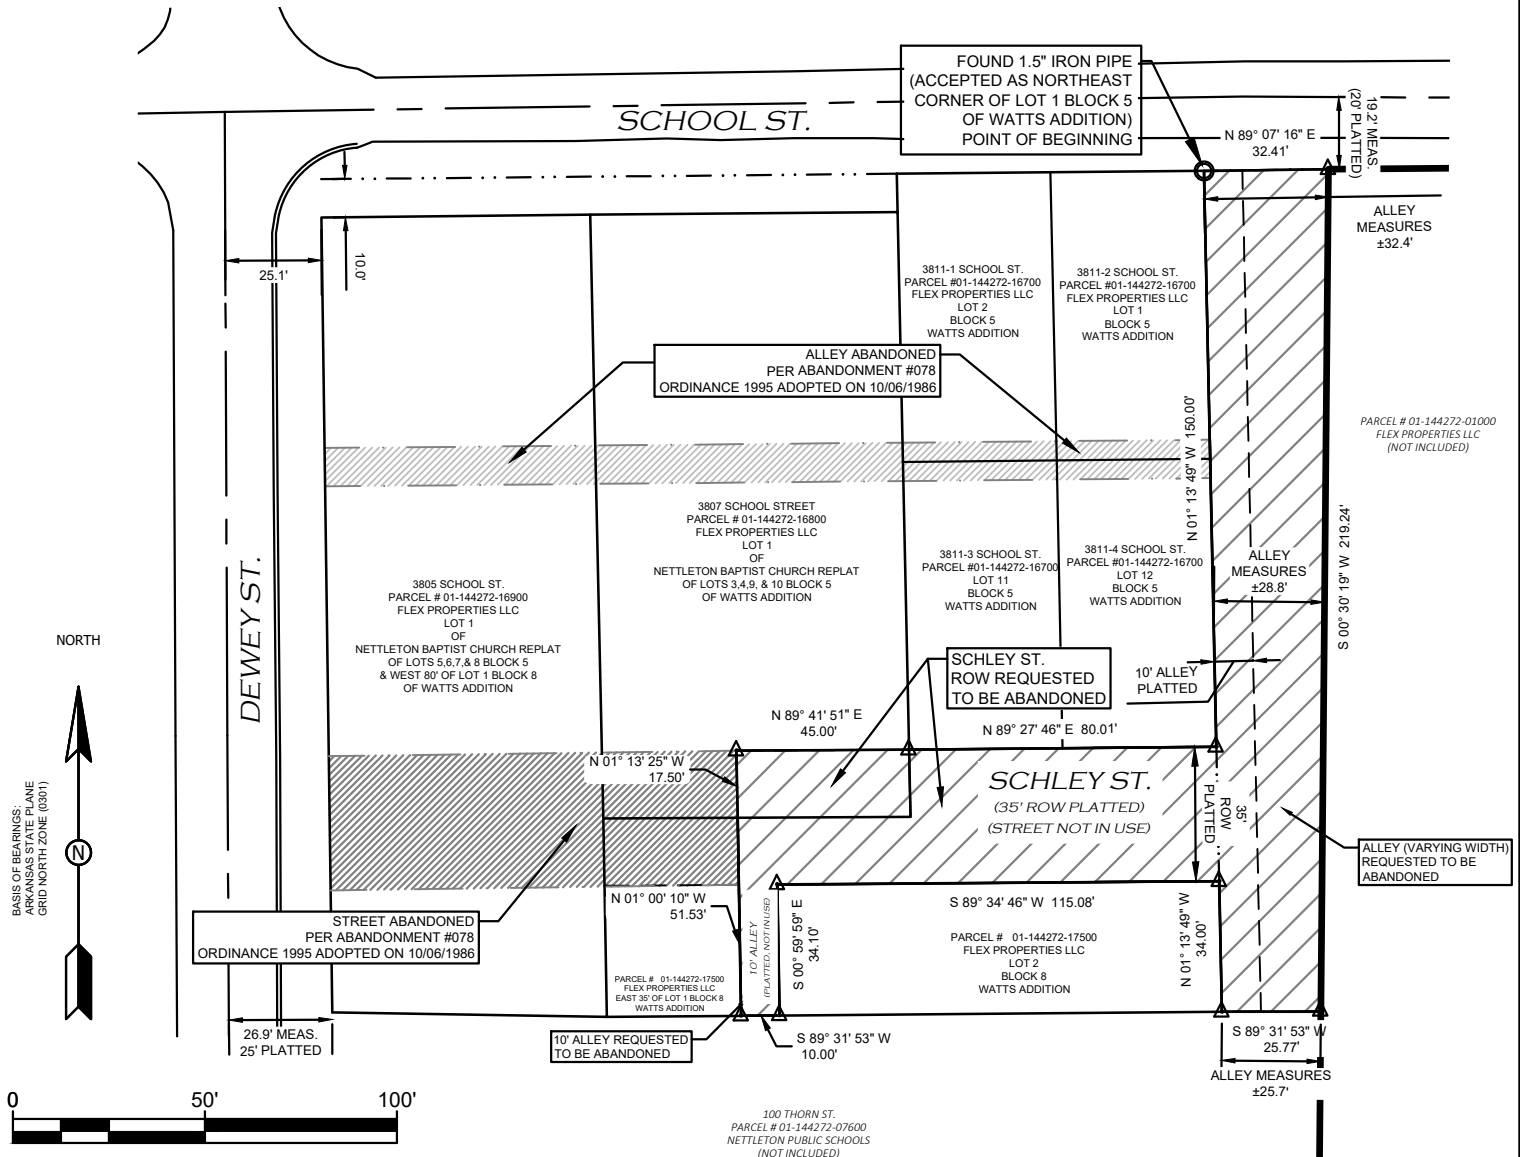 FOUND 1.5" IRON PIPE
(ACCEPTED AS NORTHEAST
CORNER OF LOT 1 BLOCK 5
OF WATTS ADDITION)
POINT OF BEGINNING
SCHOOL ST.
N 89° 07' 16" E
32.41'
19.2' MEAS.
(20' PLATTED)
ALLEY
MEASURES
±32.4'
25.1'
10.0'
3811-1 SCHOOL ST.
PARCEL #01-144272-16700
FLEX PROPERTIES LLC
LOT 2
BLOCK 5
WATTS ADDITION
3811-2 SCHOOL ST.
PARCEL #01-144272-16700
FLEX PROPERTIES LLC
LOT 1
BLOCK 5
WATTS ADDITION
ALLEY ABANDONED
PER ABANDONMENT #078
ORDINANCE 1995 ADOPTED ON 10/06/1986
N 01° 13' 49" W 150.00'
PARCEL # 01-144272-01000
FLEX PROPERTIES LLC
(NOT INCLUDED)
S 00° 30' 19" W 219.24'
3807 SCHOOL STREET
PARCEL # 01-144272-16800
FLEX PROPERTIES LLC
LOT 1
OF
NETTLETON BAPTIST CHURCH REPLAT
OF LOTS 3,4,9, & 10 BLOCK 5
OF WATTS ADDITION
3811-3 SCHOOL ST.
PARCEL #01-144272-16700
LOT 11
BLOCK 5
WATTS ADDITION
3811-4 SCHOOL ST.
PARCEL #01-144272-16700
LOT 12
BLOCK 5
WATTS ADDITION
ALLEY
MEASURES
±28.8'
3805 SCHOOL ST.
PARCEL # 01-144272-16900
FLEX PROPERTIES LLC
LOT 1
OF
NETTLETON BAPTIST CHURCH REPLAT
OF LOTS 5,6,7,& 8 BLOCK 5
& WEST 80' OF LOT 1 BLOCK 8
OF WATTS ADDITION
DEWEY ST.
NORTH
N
BASIS OF BEARINGS:
ARKANSAS STATE PLANE
GRID NORTH ZONE (0301)
SCHLEY ST.
ROW REQUESTED
TO BE ABANDONED
10' ALLEY
PLATTED
N 89° 41' 51" E
45.00'
N 89° 27' 46" E 80.01'
N 01° 13' 25" W
17.50'
SCHLEY ST.
(35' ROW PLATTED)
(STREET NOT IN USE)
35'
ROW
PLATTED
ALLEY (VARYING WIDTH)
REQUESTED TO BE
ABANDONED
STREET ABANDONED
PER ABANDONMENT #078
ORDINANCE 1995 ADOPTED ON 10/06/1986
N 01° 00' 10" W
51.53'
10' ALLEY
(PLATTED, NOT IN USE)
S 00° 59' 59" E
34.10'
S 89° 34' 46" W 115.08'
PARCEL # 01-144272-17500
FLEX PROPERTIES LLC
LOT 2
BLOCK 8
WATTS ADDITION
N 01° 13' 49" W
34.00'
PARCEL # 01-144272-17500
FLEX PROPERTIES LLC
EAST 35' OF LOT 1 BLOCK 8
WATTS ADDITION
26.9' MEAS.
25' PLATTED
10' ALLEY REQUESTED
TO BE ABANDONED
S 89° 31' 53" W
10.00'
S 89° 31' 53" W
25.77'
ALLEY MEASURES
±25.7'
0 50' 100'
100 THORN ST.
PARCEL # 01-144272-07600
NETTLETON PUBLIC SCHOOLS
(NOT INCLUDED)